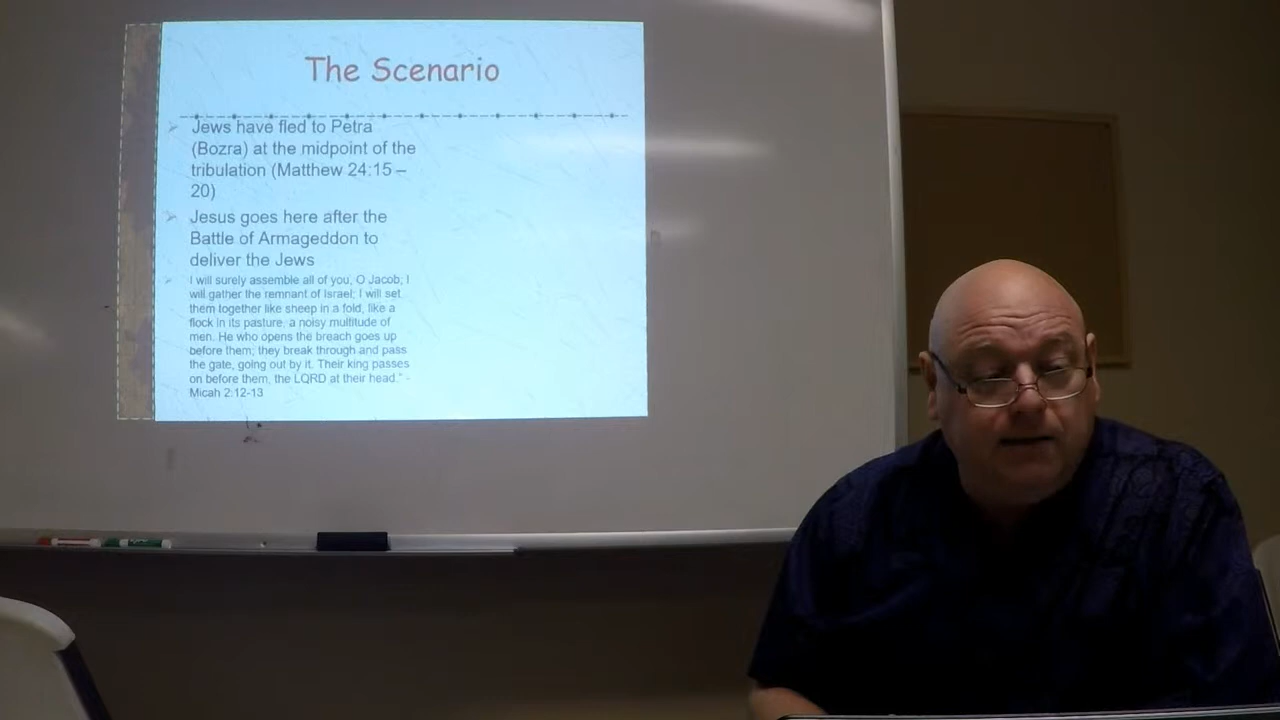 The Scenario
Jews have fled to Petra
(Bozra) at the midpoint of the
tribulation (Matthew 24:15 –
20)
Jesus goes here after the
Battle of Armageddon to
deliver the Jews
I will surely assemble all of you, O Jacob; I
will gather the remnant of Israel; I will set
them together like sheep in a fold, like a
flock in its pasture, a noisy multitude of
men. He who opens the breach goes up
before them; they break through and pass
the gate, going out by it. Their king passes
on before them, the LQRD at their head.” -
Micah 2:12-13